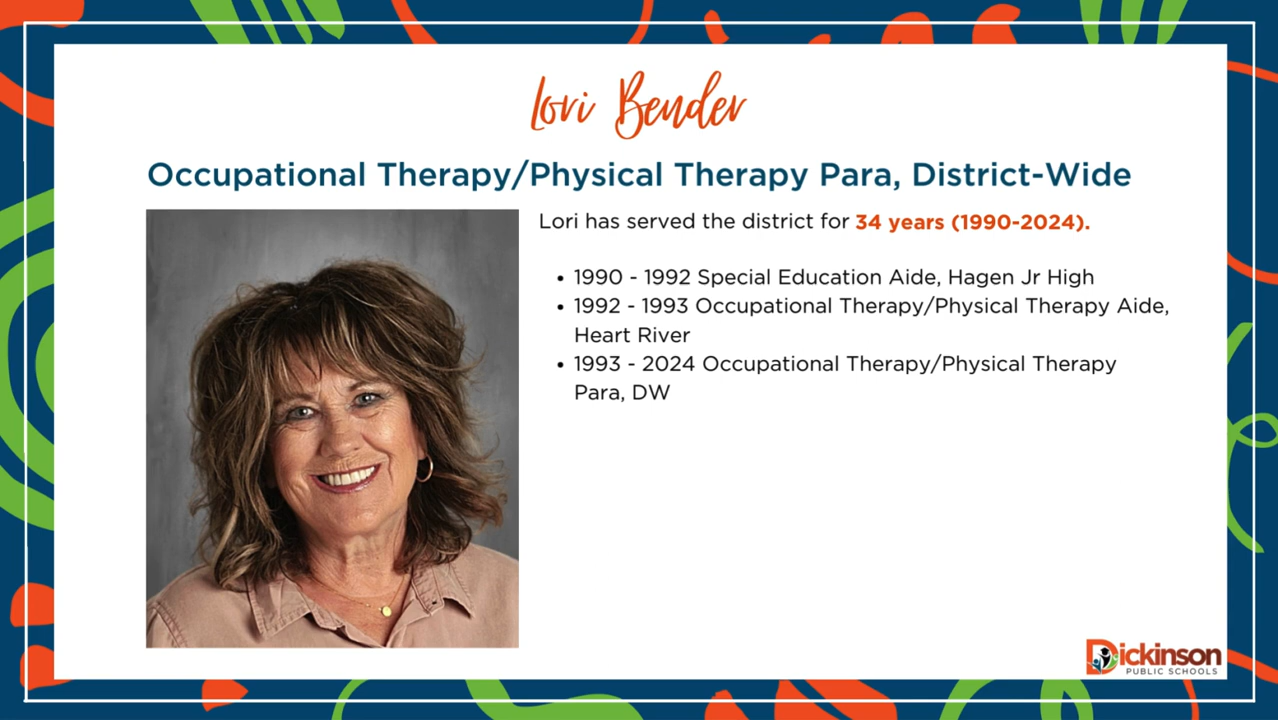 Lori Bender
Occupational Therapy/Physical Therapy Para, District-Wide
Lori has served the district for 34 years (1990-2024).
• 1990 - 1992 Special Education Aide, Hagen Jr High
• 1992 - 1993 Occupational Therapy/Physical Therapy Aide,
Heart River
• 1993 - 2024 Occupational Therapy/Physical Therapy
Para, DW
Dickinson
PUBLIC SCHOOLS